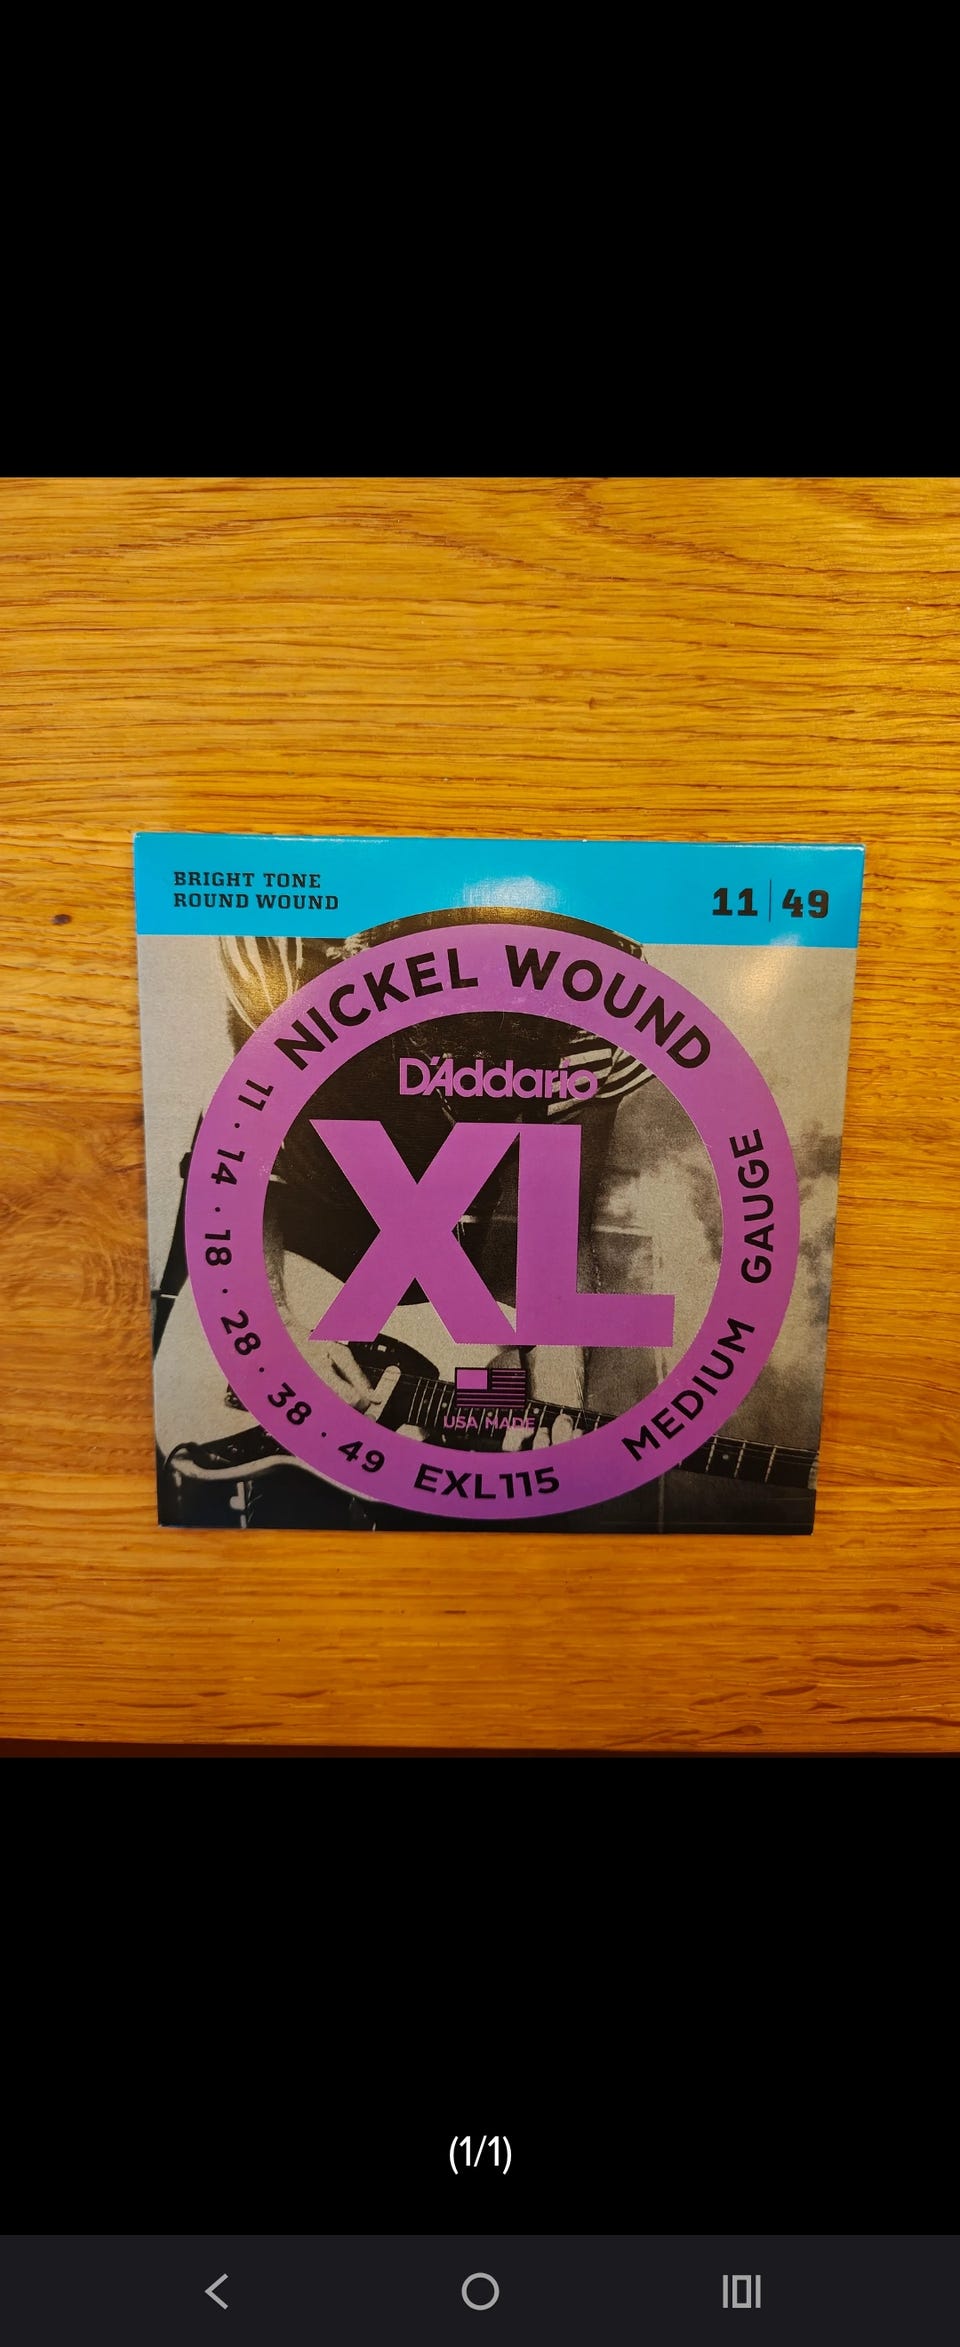 BRIGHT TONE
ROUND WOUND
11 | 49
NICKEL WOUND
D'Addario
XL
USA MADE
11 · 14 · 18 · 28 · 38 · 49
EXL115
MEDIUM GAUGE
(1/1)